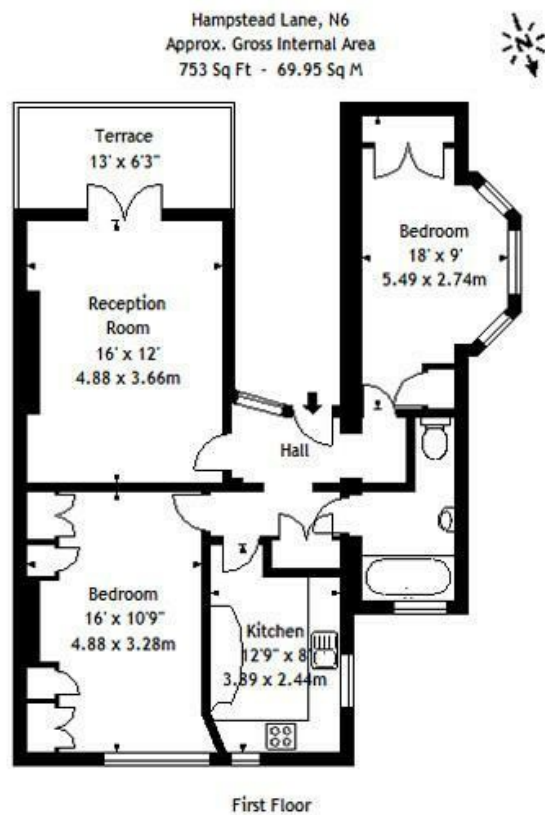 Hampstead Lane, N6
Approx. Gross Internal Area
753 Sq Ft - 69.95 Sq M
N
Terrace
13' x 6'3"
Bedroom
18' x 9'
5.49 x 2.74m
Reception
Room
16' x 12'
4.88 x 3.66m
Hall
Bedroom
16' x 10'9"
4.88 x 3.28m
Kitchen
12'9" x 8'
3.89 x 2.44m
First Floor